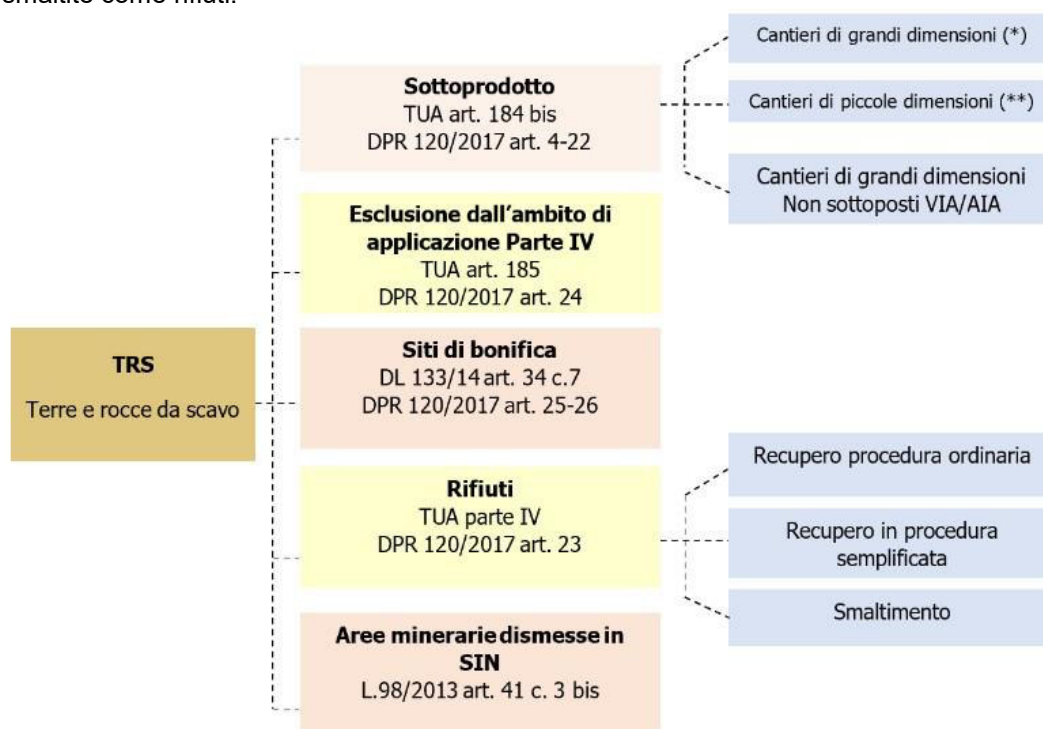 smaltito come rifiuti.
Cantieri di grandi dimensioni (*)
Sottoprodotto
TUA art. 184 bis
DPR 120/2017 art. 4-22
Cantieri di piccole dimensioni (**)
Cantieri di grandi dimensioni
Non sottoposti VIA/AIA
Esclusione dall'ambito di
applicazione Parte IV
TUA art. 185
DPR 120/2017 art. 24
TRS
Terre e rocce da scavo
Siti di bonifica
DL 133/14 art. 34 c.7
DPR 120/2017 art. 25-26
Rifiuti
TUA parte IV
DPR 120/2017 art. 23
Recupero procedura ordinaria
Recupero in procedura
semplificata
Smaltimento
Aree minerarie dismesse in
SIN
L.98/2013 art. 41 c. 3 bis